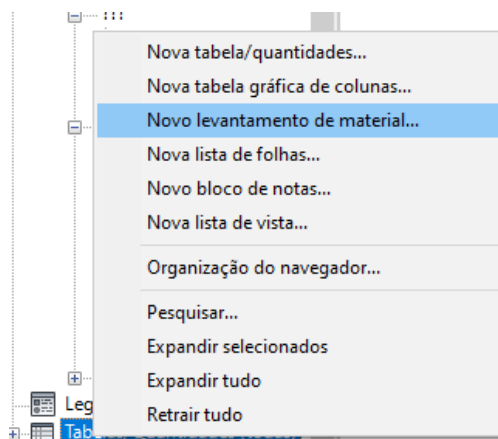 Nova tabela/quantidades...
Nova tabela gráfica de colunas...
Novo levantamento de material...
Nova lista de folhas...
Novo bloco de notas...
Nova lista de vista...
Organização do navegador...
Pesquisar...
Expandir selecionados
Expandir tudo
Retrair tudo
Leg